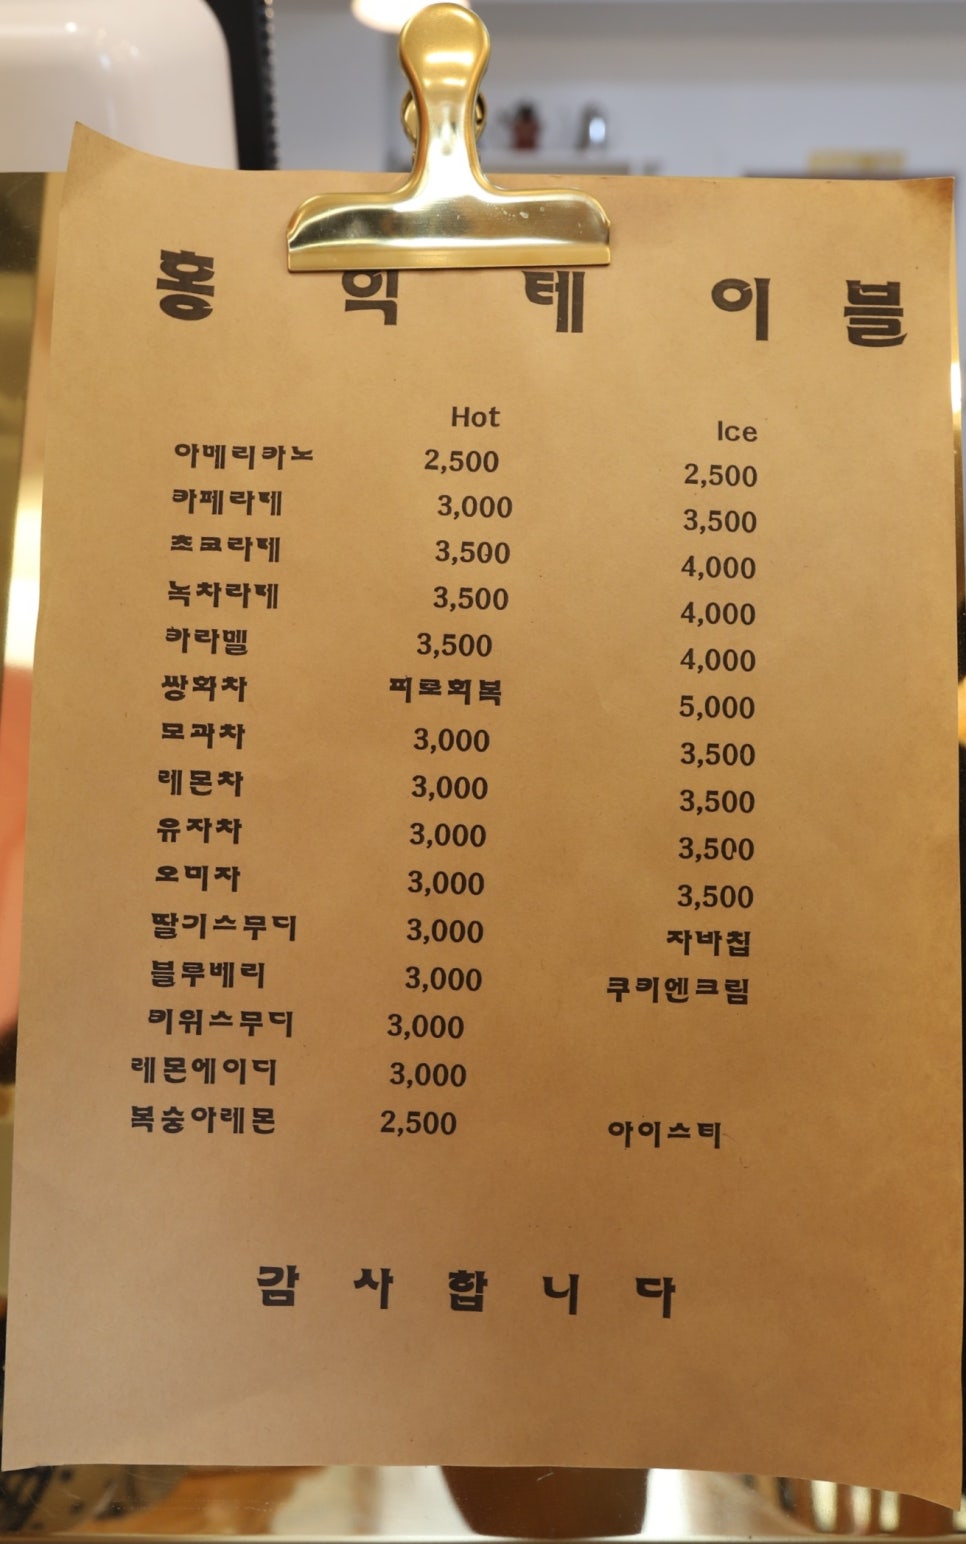 홍익테이블
Hot Ice
아메리카노 2,500 2,500
카페라테 3,000 3,500
쵸코라테 3,500 4,000
녹차라테 3,500 4,000
카라멜 3,500 4,000
쌍화차 피로회복 5,000
모과차 3,000 3,500
레몬차 3,000 3,500
유자차 3,000 3,500
오미자 3,000 3,500
딸기스무디 3,000 자바칩
블루베리 3,000 쿠키엔크림
키위스무디 3,000
레몬에이디 3,000
복숭아레몬 2,500 아이스티
감사합니다